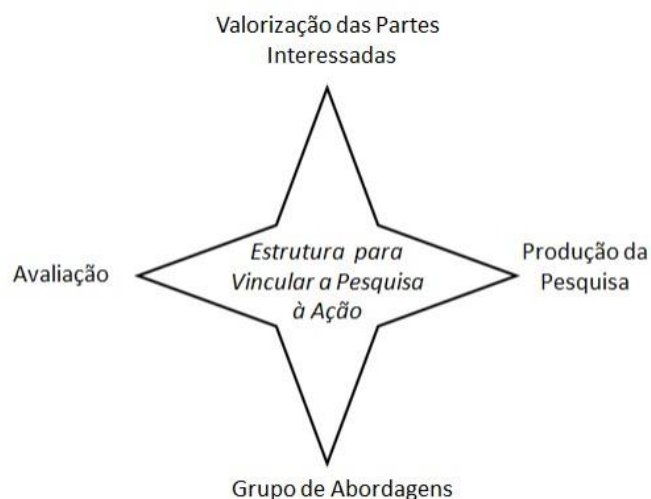 Valorização das Partes
Interessadas
Avaliação
Estrutura para
Vincular a Pesquisa
à Ação
Produção da
Pesquisa
Grupo de Abordagens